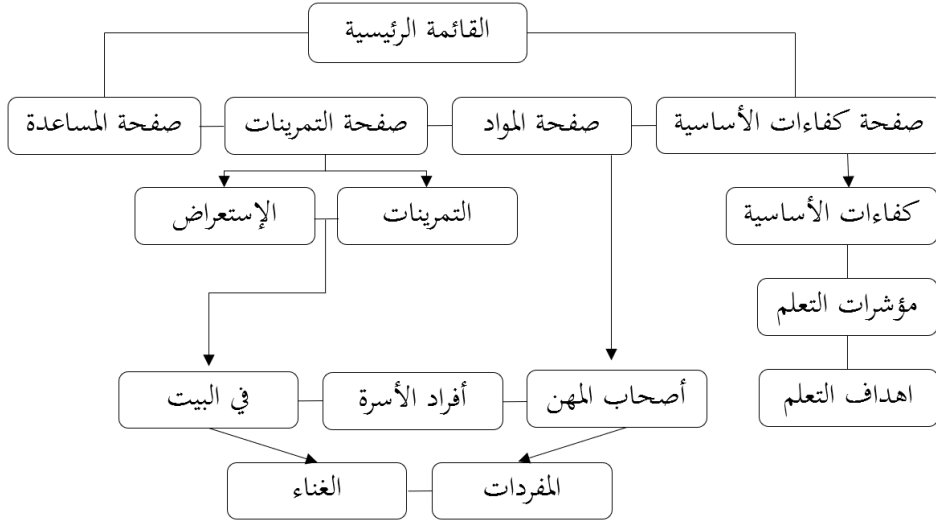 القائمة الرئيسية
صفحة كفاءات الأساسية
صفحة المواد
صفحة التمرينات
صفحة المساعدة
كفاءات الأساسية
التمرينات
الإستعراض
مؤشرات التعلم
اهداف التعلم
أصحاب المهن
أفراد الأسرة
في البيت
المفردات
الغناء